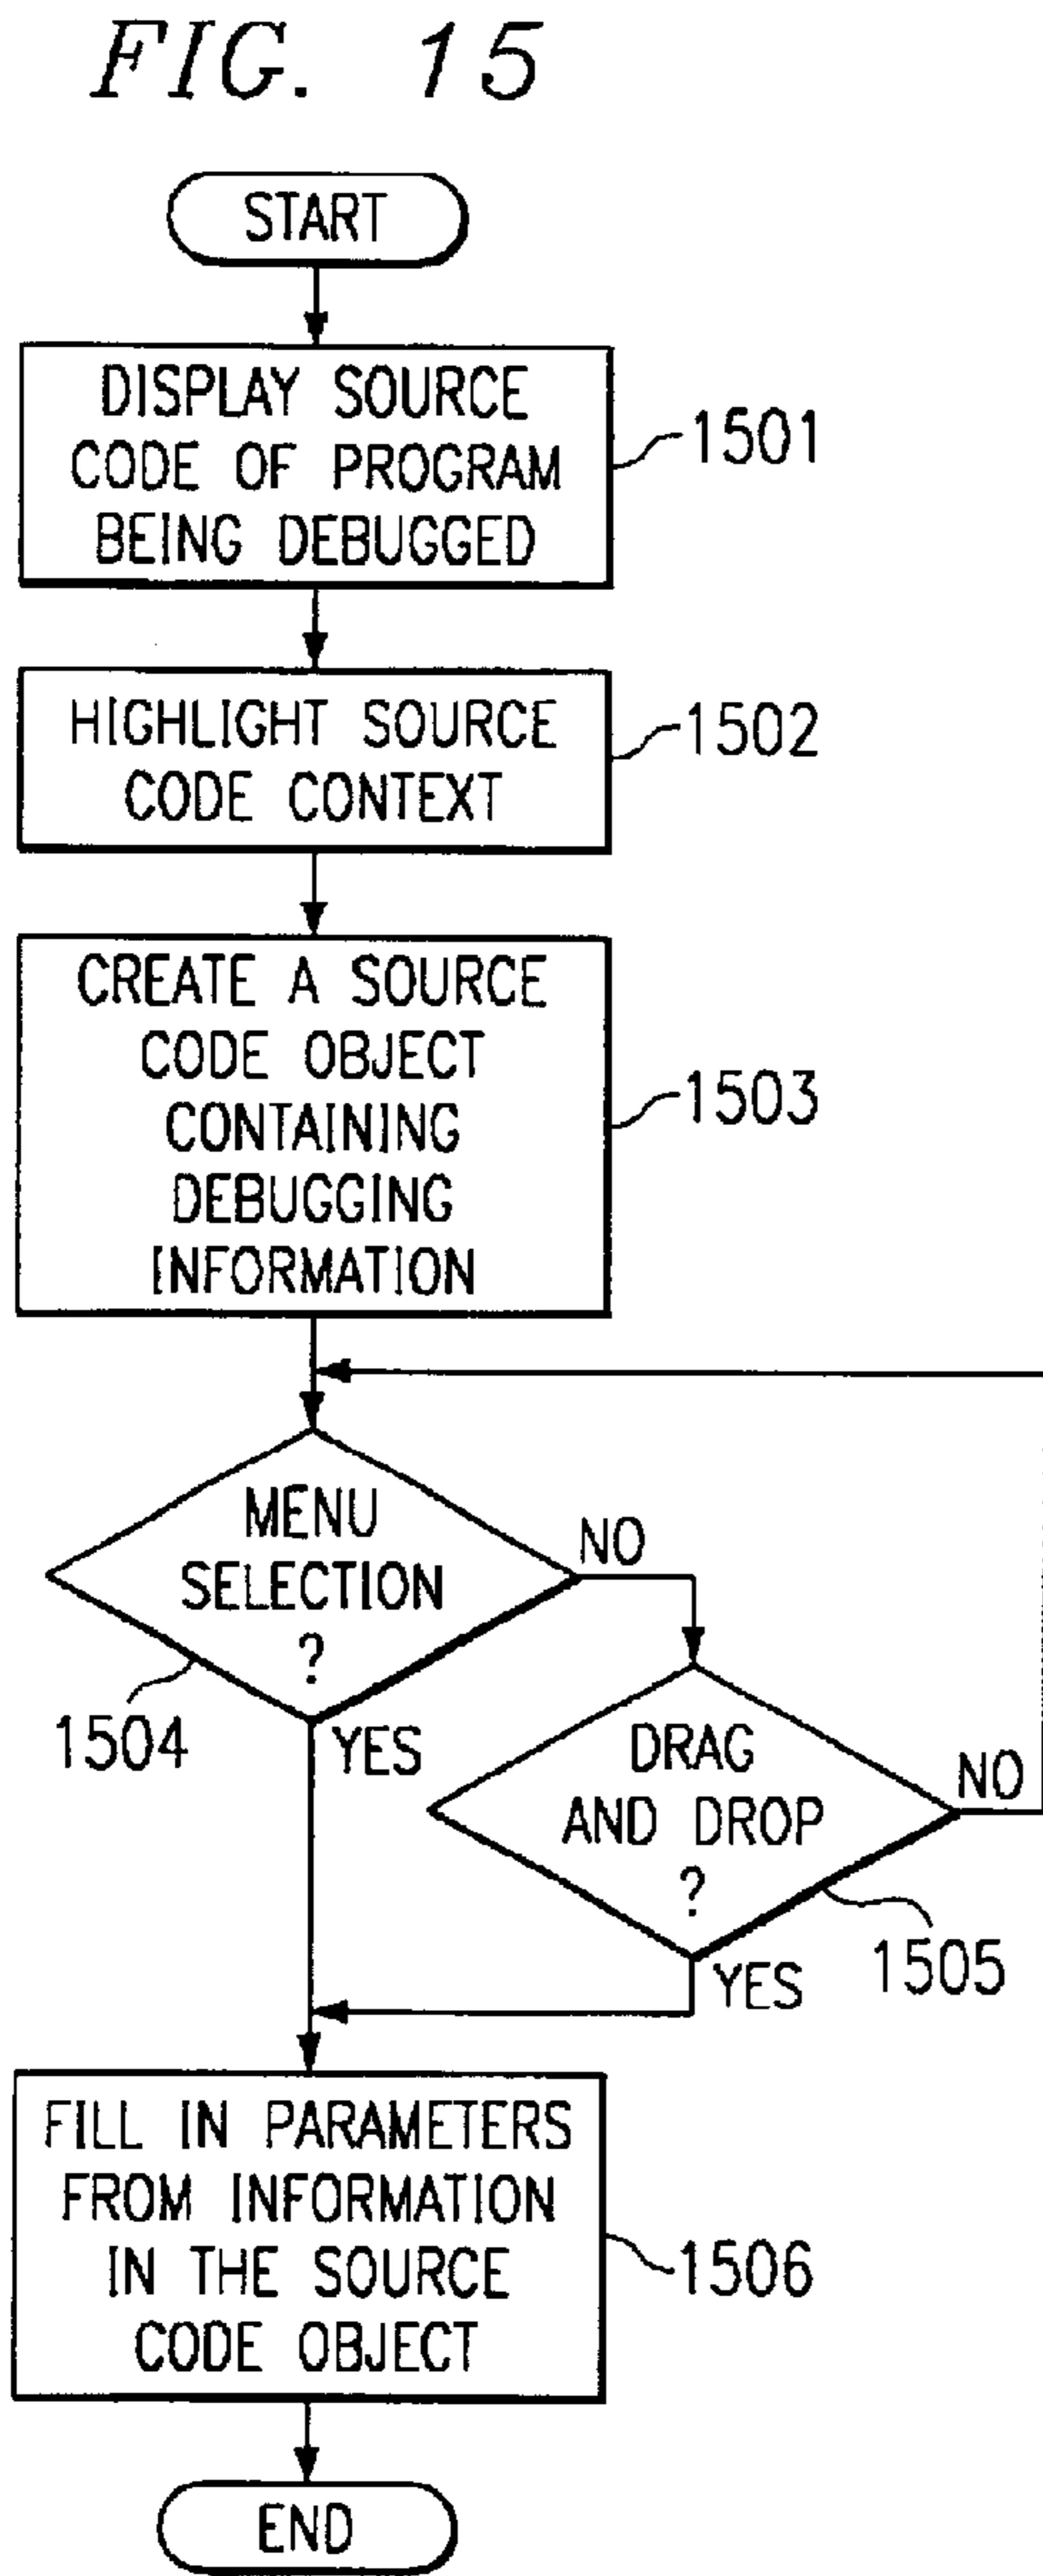 FIG. 15
START
DISPLAY SOURCE
CODE OF PROGRAM
BEING DEBUGGED
1501
HIGHLIGHT SOURCE
CODE CONTEXT
1502
CREATE A SOURCE
CODE OBJECT
CONTAINING
DEBUGGING
INFORMATION
1503
MENU
SELECTION
?
NO
1504
YES
DRAG
AND DROP
?
NO
1505
YES
FILL IN PARAMETERS
FROM INFORMATION
IN THE SOURCE
CODE OBJECT
1506
END